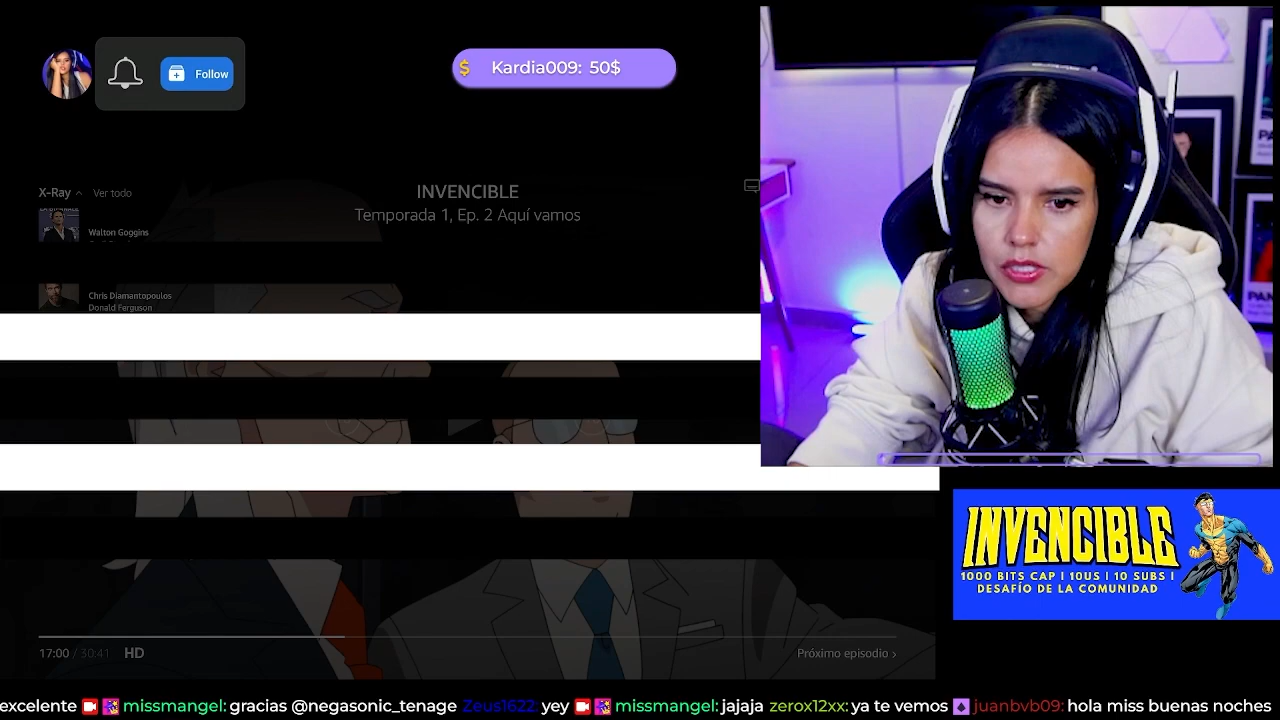 Follow
$ Kardia009: 50$
X-Ray Ver todo
INVENCIBLE
Temporada 1, Ep. 2 Aquí vamos
Walton Goggins
Chris Diamantopoulos
Donald Ferguson
17:00 / 30:41 HD
Próximo episodio
INVENCIBLE
1000 BITS CAP | 10US | 10 SUBS |
DESAFÍO DE LA COMUNIDAD
excelente missmangel: gracias @negasonic_tenage Zeus1622: yey missmangel: jajaja zerox12xx: ya te vemos juanbvb09: hola miss buenas noches